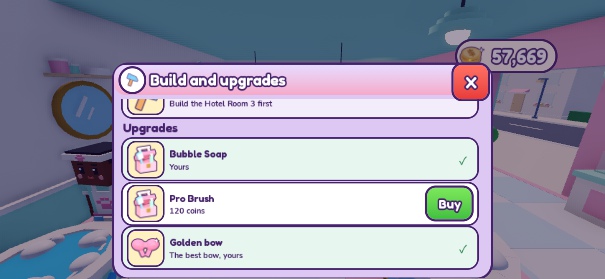 57,669
Build and upgrades
X
Build the Hotel Room 3 first
Upgrades
Bubble Soap
Yours
✓
Pro Brush
120 coins
Buy
Golden bow
The best bow, yours
✓